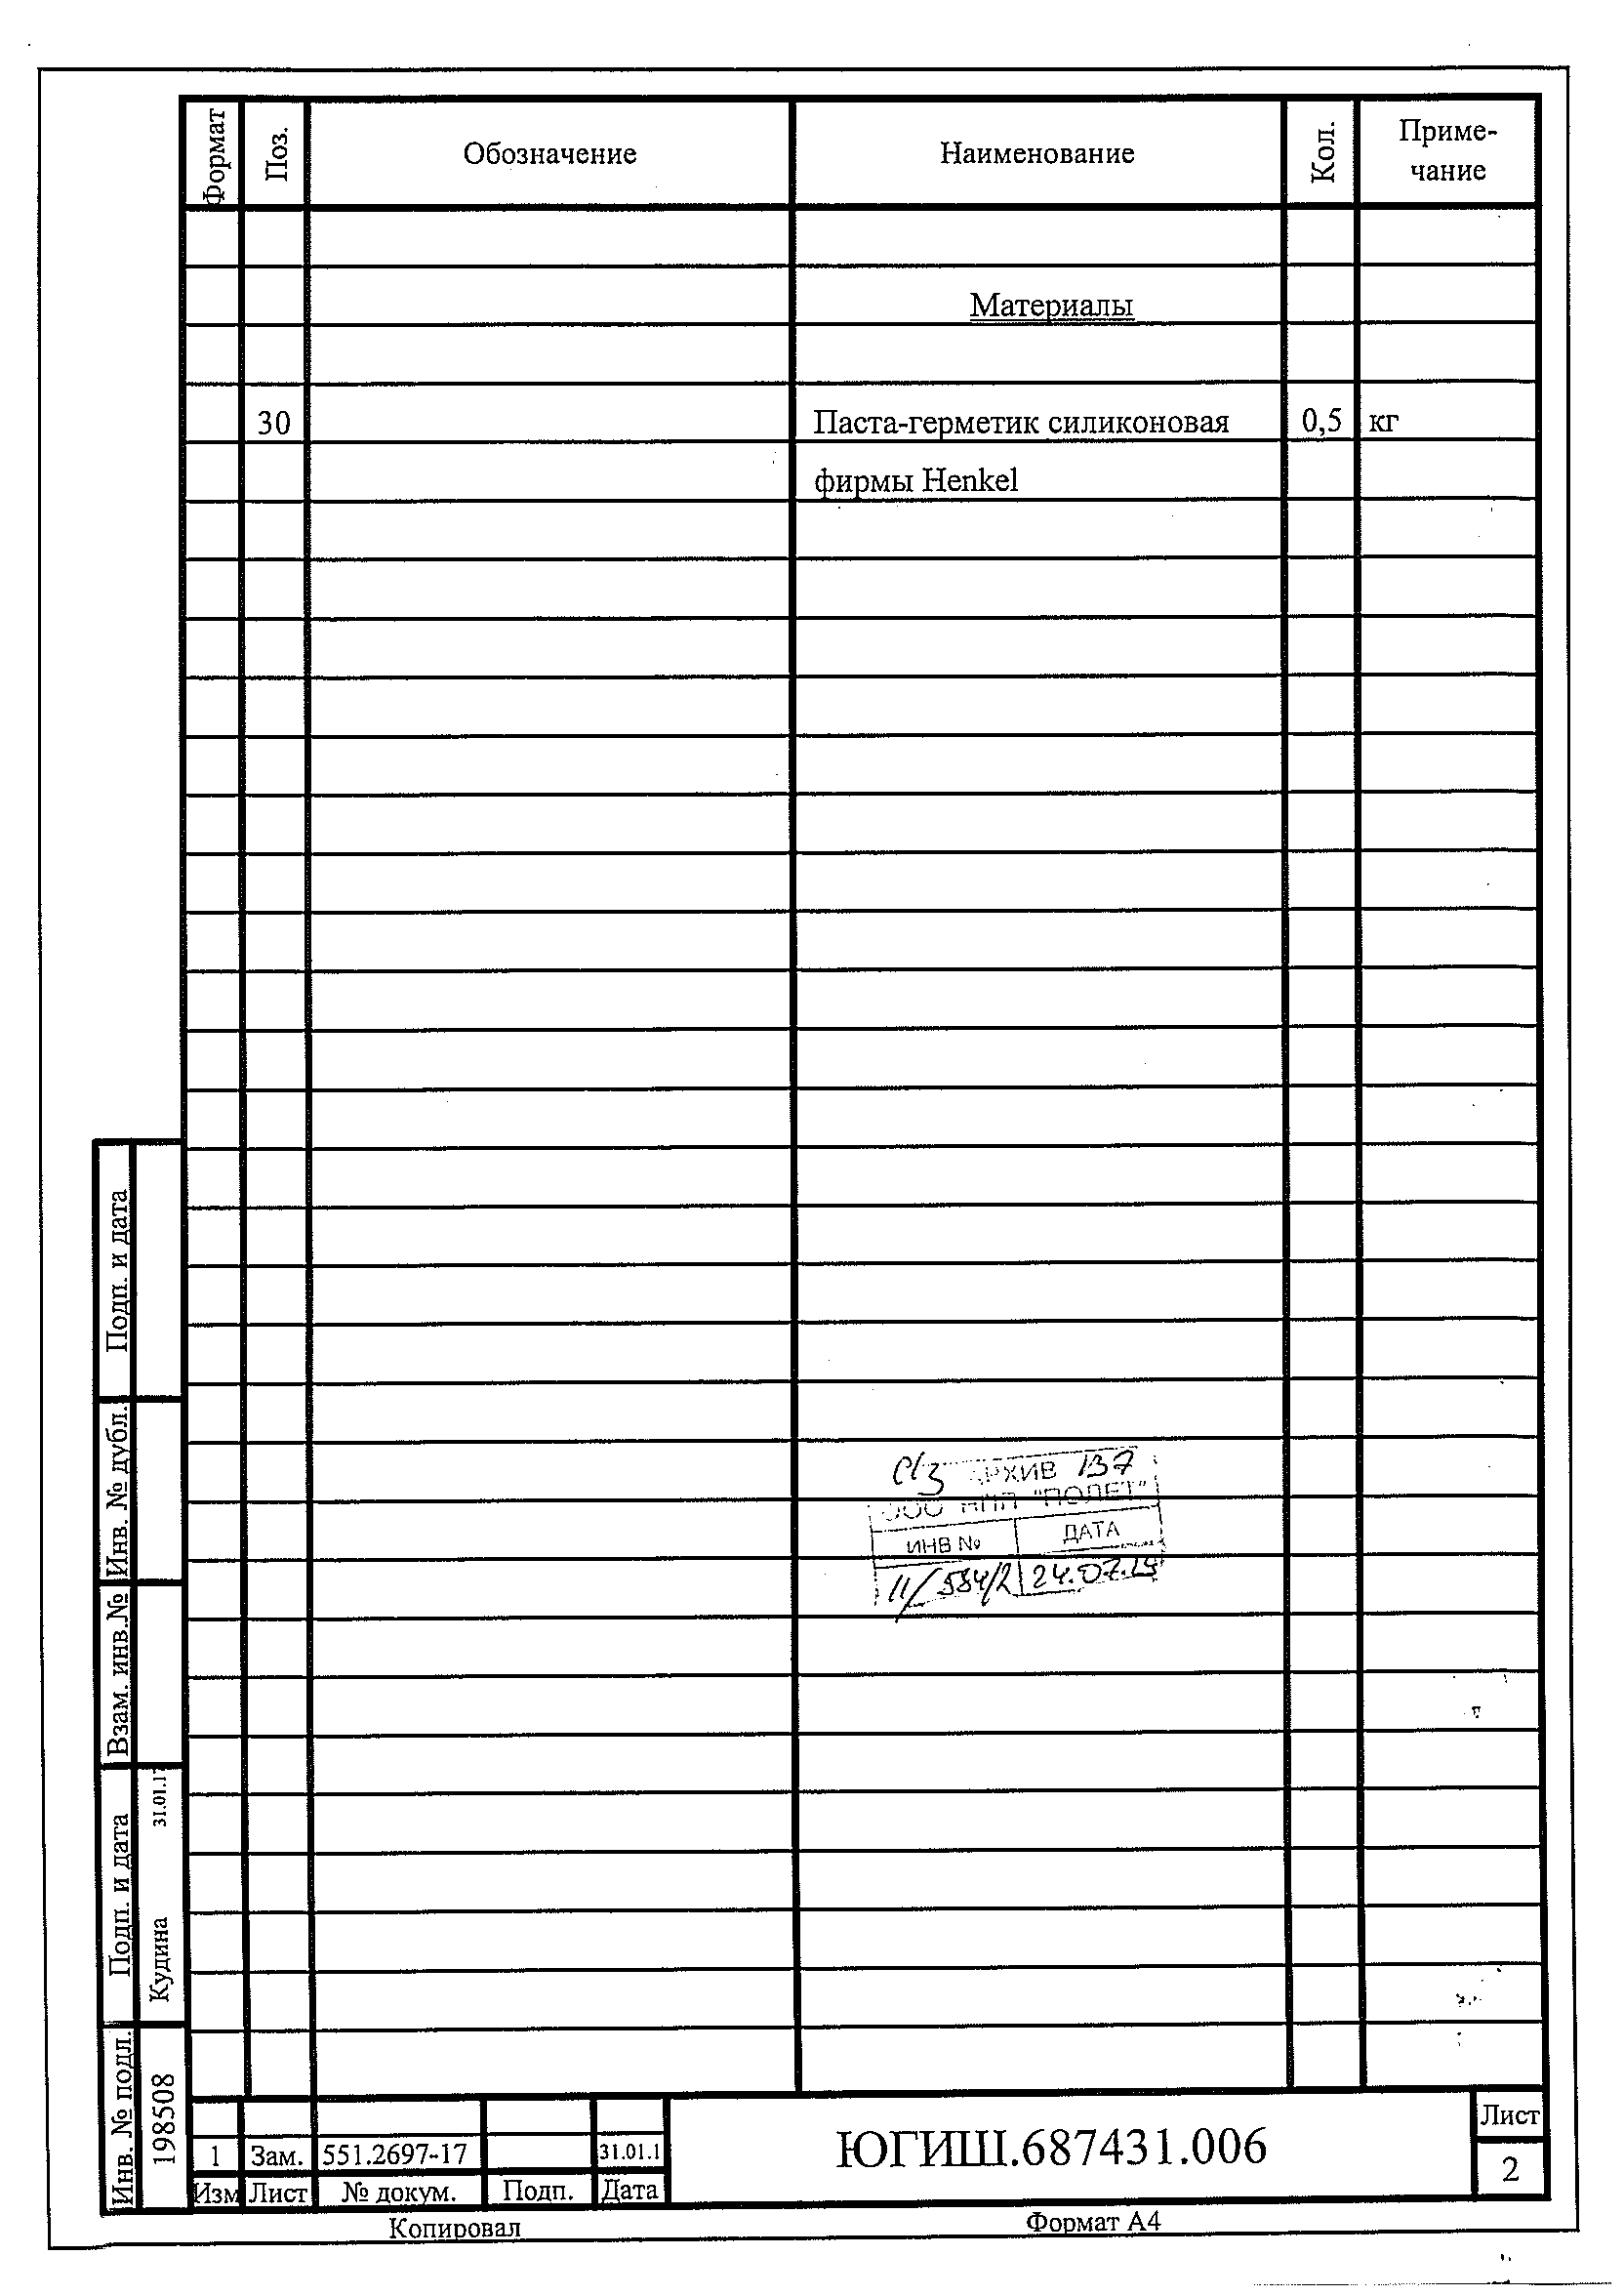 Формат
Поз.
Обозначение
Наименование
Кол.
Приме-
чание
Материалы
30 Паста-герметик силиконовая 0,5 кг
фирмы Henkel
АРХИВ 137
ООО НПП "ПОЛЕТ"
ИНВ № ДАТА
11/584/2 24.07.19
Подп. и дата
Инв. № дубл.
Взам. инв.№
Подп. и дата
Кудина 31.01.17
Инв. № подл.
198508
1 Зам. 551.2697-17 31.01.1
Изм Лист № докум. Подп. Дата
ЮГИШ.687431.006
Лист
2
Копировал Формат А4